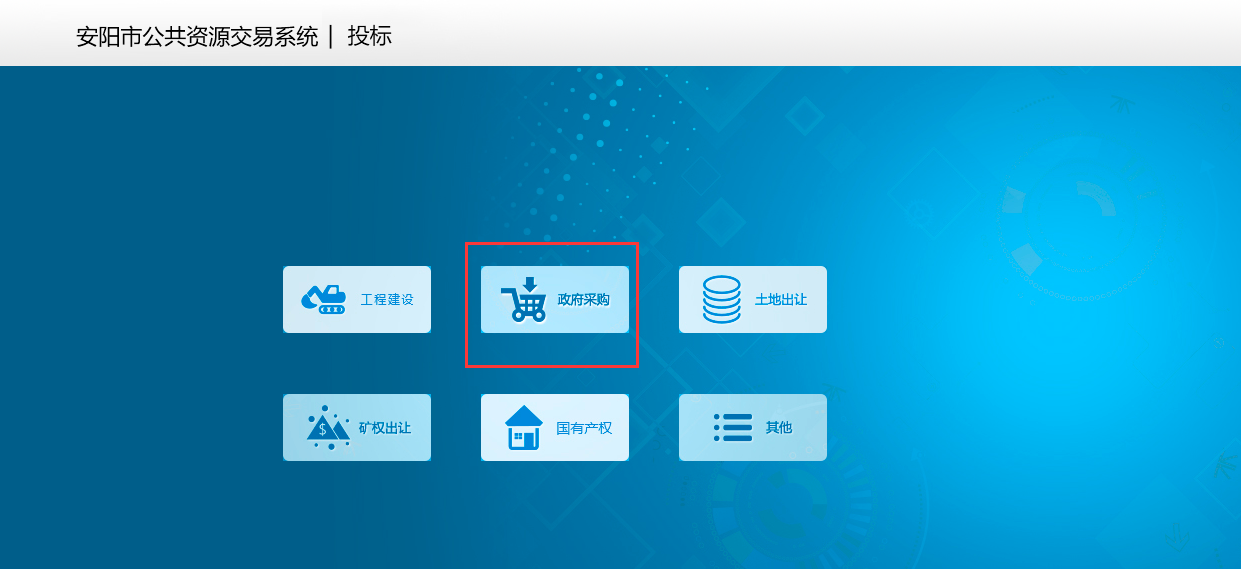 安阳市公共资源交易系统 | 投标
工程建设
政府采购
土地出让
矿权出让
国有产权
其他